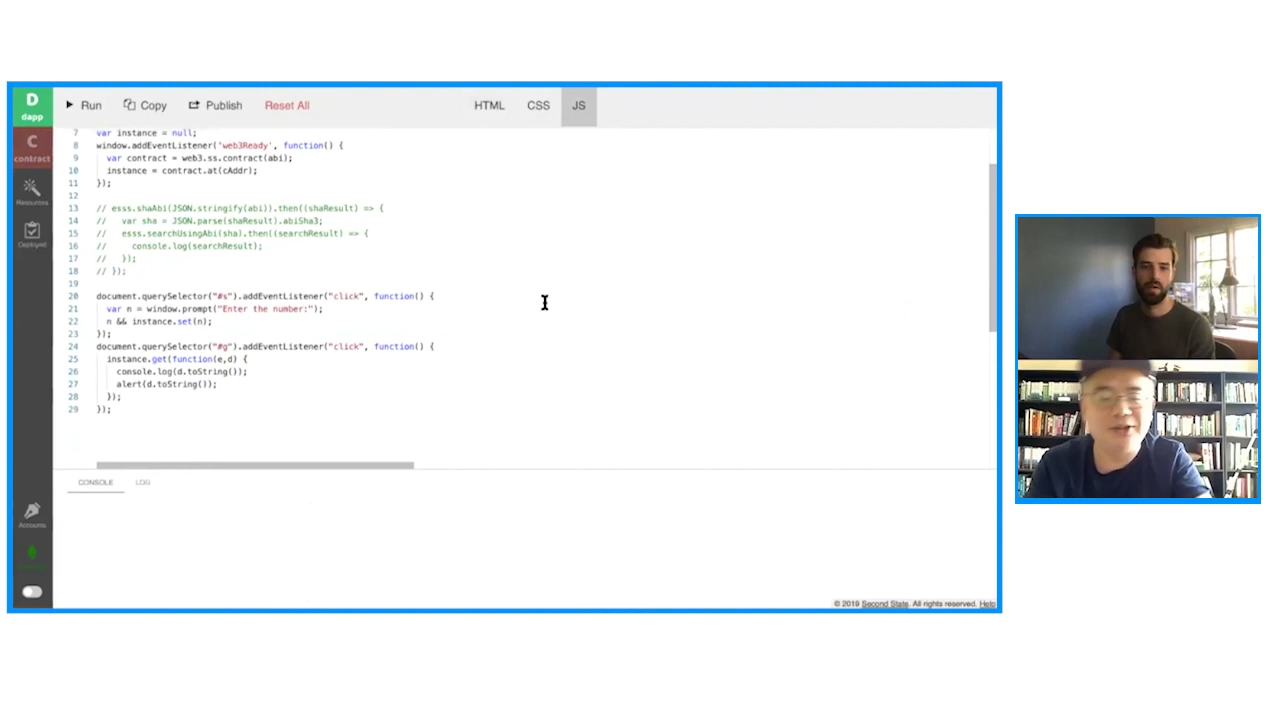 D
dapp
C
contract
Resources
Deployed
Accounts
Run Copy Publish Reset All HTML CSS JS
7 var instance = null;
8 window.addEventListener('web3Ready', function() {
9 var contract = web3.ss.contract(abi);
10 instance = contract.at(cAddr);
11 });
12
13 // esss.shaAbi(JSON.stringify(abi)).then((shaResult) => {
14 // var sha = JSON.parse(shaResult).abiSha3;
15 // esss.searchUsingAbi(sha).then((searchResult) => {
16 // console.log(searchResult);
17 // });
18 // });
19
20 document.querySelector("#s").addEventListener("click", function() {
21 var n = window.prompt("Enter the number:");
22 n && instance.set(n);
23 });
24 document.querySelector("#g").addEventListener("click", function() {
25 instance.get(function(e,d) {
26 console.log(d.toString());
27 alert(d.toString());
28 });
29 });
CONSOLE LOG
© 2019 Second State. All rights reserved. Help